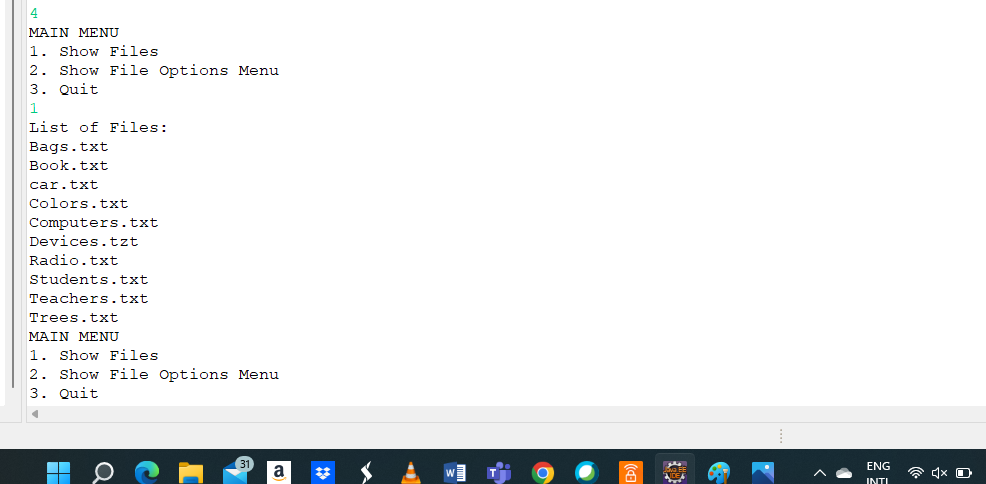 4
MAIN MENU
1. Show Files
2. Show File Options Menu
3. Quit
1
List of Files:
Bags.txt
Book.txt
car.txt
Colors.txt
Computers.txt
Devices.tzt
Radio.txt
Students.txt
Teachers.txt
Trees.txt
MAIN MENU
1. Show Files
2. Show File Options Menu
3. Quit
31
ENG
INTL